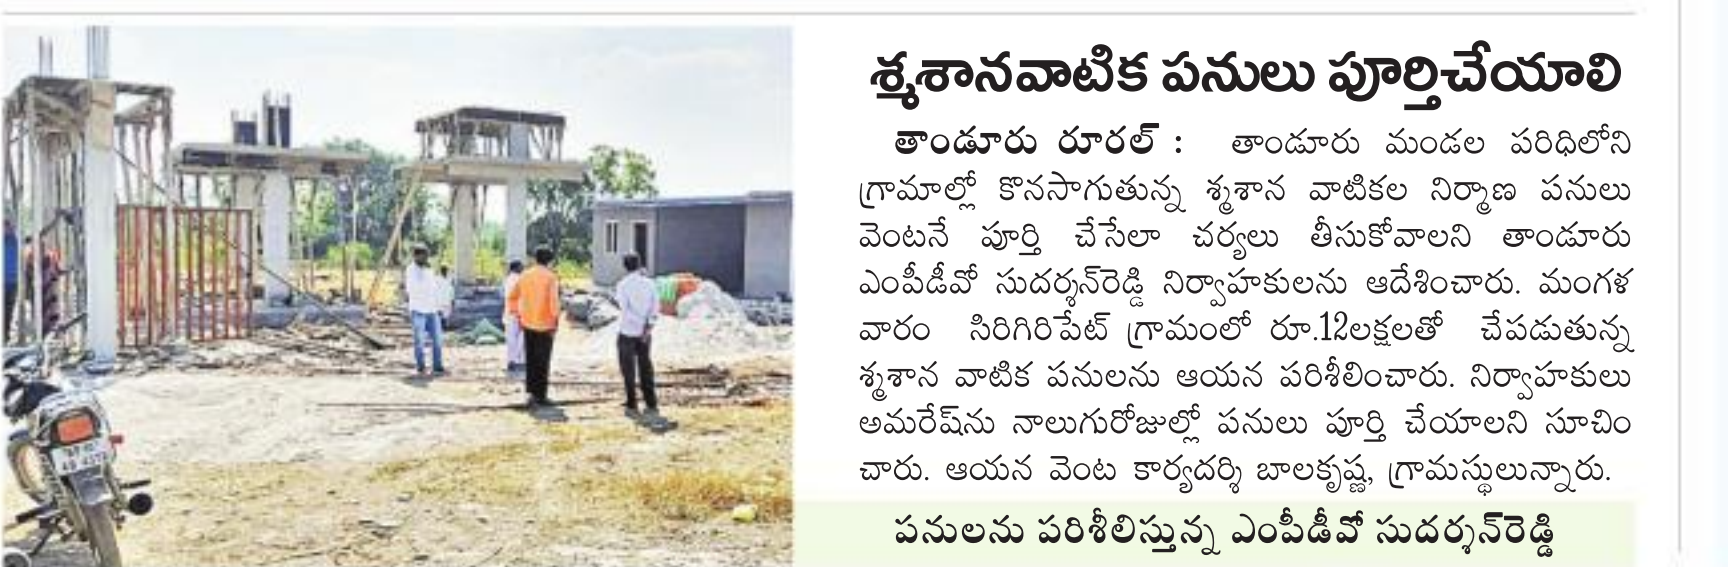 శ్మశానవాటిక పనులు పూర్తిచేయాలి
తాండూరు రూరల్ : తాండూరు మండల పరిధిలోని
గ్రామాల్లో కొనసాగుతున్న శ్మశాన వాటికల నిర్మాణ పనులు
వెంటనే పూర్తి చేసేలా చర్యలు తీసుకోవాలని తాండూరు
ఎంపీడీవో సుదర్శన్‌రెడ్డి నిర్వాహకులను ఆదేశించారు. మంగళ
వారం సిరిగిరిపేట్ గ్రామంలో రూ.12లక్షలతో చేపడుతున్న
శ్మశాన వాటిక పనులను ఆయన పరిశీలించారు. నిర్వాహకులు
అమరేష్‌ను నాలుగురోజుల్లో పనులు పూర్తి చేయాలని సూచిం
చారు. ఆయన వెంట కార్యదర్శి బాలకృష్ణ, గ్రామస్థులున్నారు.
పనులను పరిశీలిస్తున్న ఎంపీడీవో సుదర్శన్‌రెడ్డి